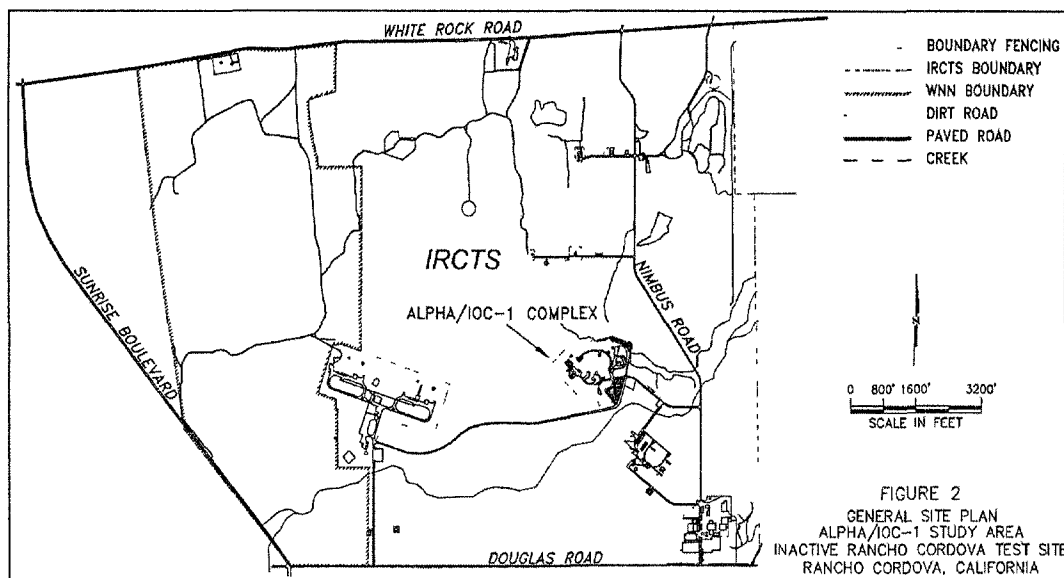 WHITE ROCK ROAD
BOUNDARY FENCING
IRCTS BOUNDARY
WNN BOUNDARY
DIRT ROAD
PAVED ROAD
CREEK
IRCTS
SUNRISE BOULEVARD
NIMBUS ROAD
ALPHA/IOC-1 COMPLEX
N
0 800' 1600' 3200'
SCALE IN FEET
FIGURE 2
GENERAL SITE PLAN
ALPHA/IOC-1 STUDY AREA
INACTIVE RANCHO CORDOVA TEST SITE
RANCHO CORDOVA, CALIFORNIA
DOUGLAS ROAD